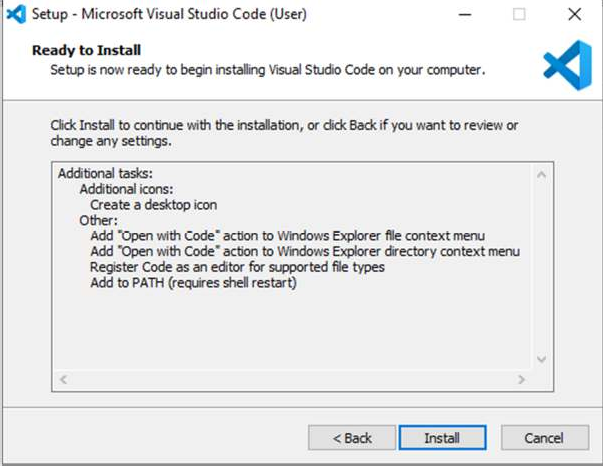 Setup - Microsoft Visual Studio Code (User)
Ready to Install
Setup is now ready to begin installing Visual Studio Code on your computer.
Click Install to continue with the installation, or click Back if you want to review or
change any settings.
Additional tasks:
Additional icons:
Create a desktop icon
Other:
Add "Open with Code" action to Windows Explorer file context menu
Add "Open with Code" action to Windows Explorer directory context menu
Register Code as an editor for supported file types
Add to PATH (requires shell restart)
< Back
Install
Cancel